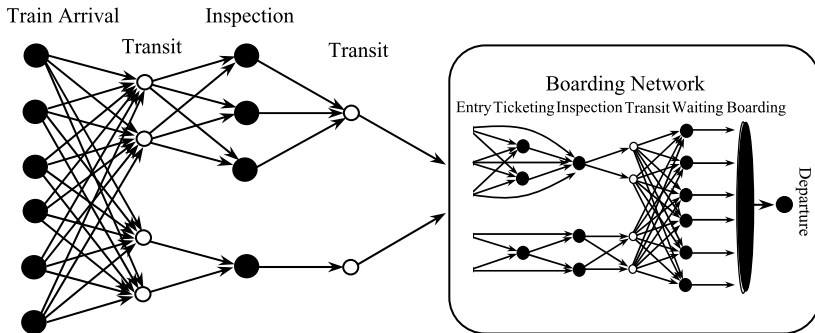 Train Arrival
Transit
Inspection
Transit
Boarding Network
Entry Ticketing Inspection Transit Waiting Boarding
Departure